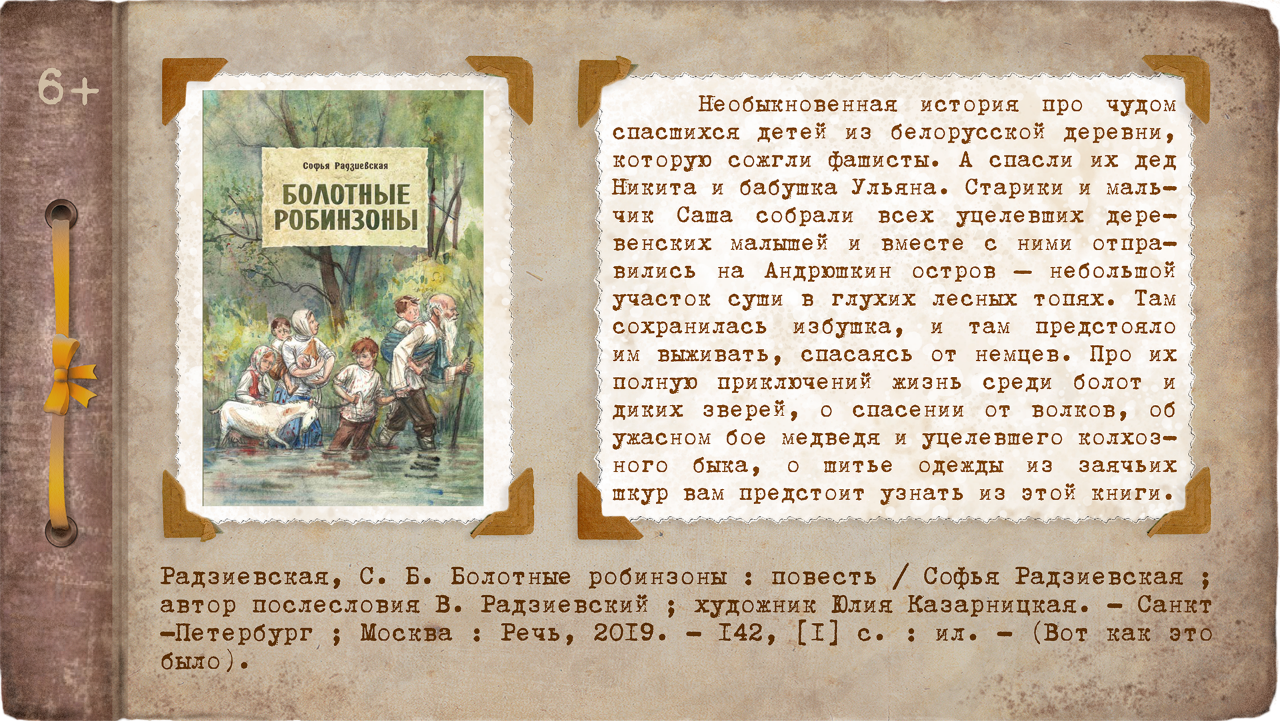 6+
Софья Радзиевская
БОЛОТНЫЕ
РОБИНЗОНЫ
Необыкновенная история про чудом
спасшихся детей из белорусской деревни,
которую сожгли фашисты. А спасли их дед
Никита и бабушка Ульяна. Старики и маль-
чик Саша собрали всех уцелевших дере-
венских малышей и вместе с ними отпра-
вились на Андрюшкин остров — небольшой
участок суши в глухих лесных топях. Там
сохранилась избушка, и там предстояло
им выживать, спасаясь от немцев. Про их
полную приключений жизнь среди болот и
диких зверей, о спасении от волков, об
ужасном бое медведя и уцелевшего колхоз-
ного быка, о шитье одежды из заячьих
шкур вам предстоит узнать из этой книги.
Радзиевская, С. Б. Болотные робинзоны : повесть / Софья Радзиевская ;
автор послесловия В. Радзиевский ; художник Юлия Казарницкая. – Санкт
-Петербург ; Москва : Речь, 2019. – 142, [1] с. : ил. – (Вот как это
было).